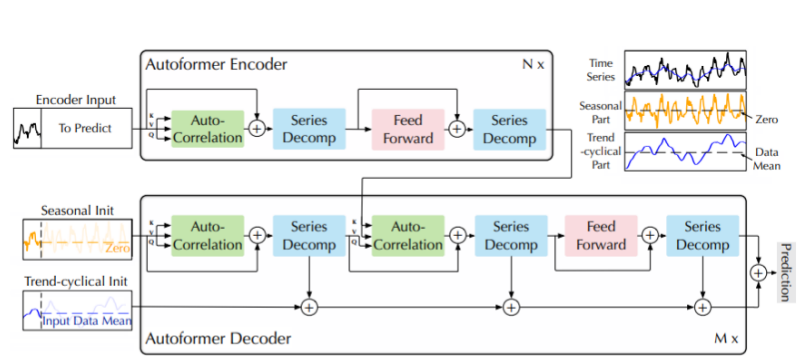 Autoformer Encoder
N x
Encoder Input
To Predict
K
V
Q
Auto-
Correlation
+
Series
Decomp
Feed
Forward
+
Series
Decomp
Time
Series
Seasonal
Part
Zero
Trend
-cyclical
Part
Data
Mean
Seasonal Init
Zero
K
V
Q
Auto-
Correlation
+
Series
Decomp
K
V
Q
Auto-
Correlation
+
Series
Decomp
Feed
Forward
+
Series
Decomp
+
Prediction
Trend-cyclical Init
Input Data Mean
+
+
+
Autoformer Decoder
M x